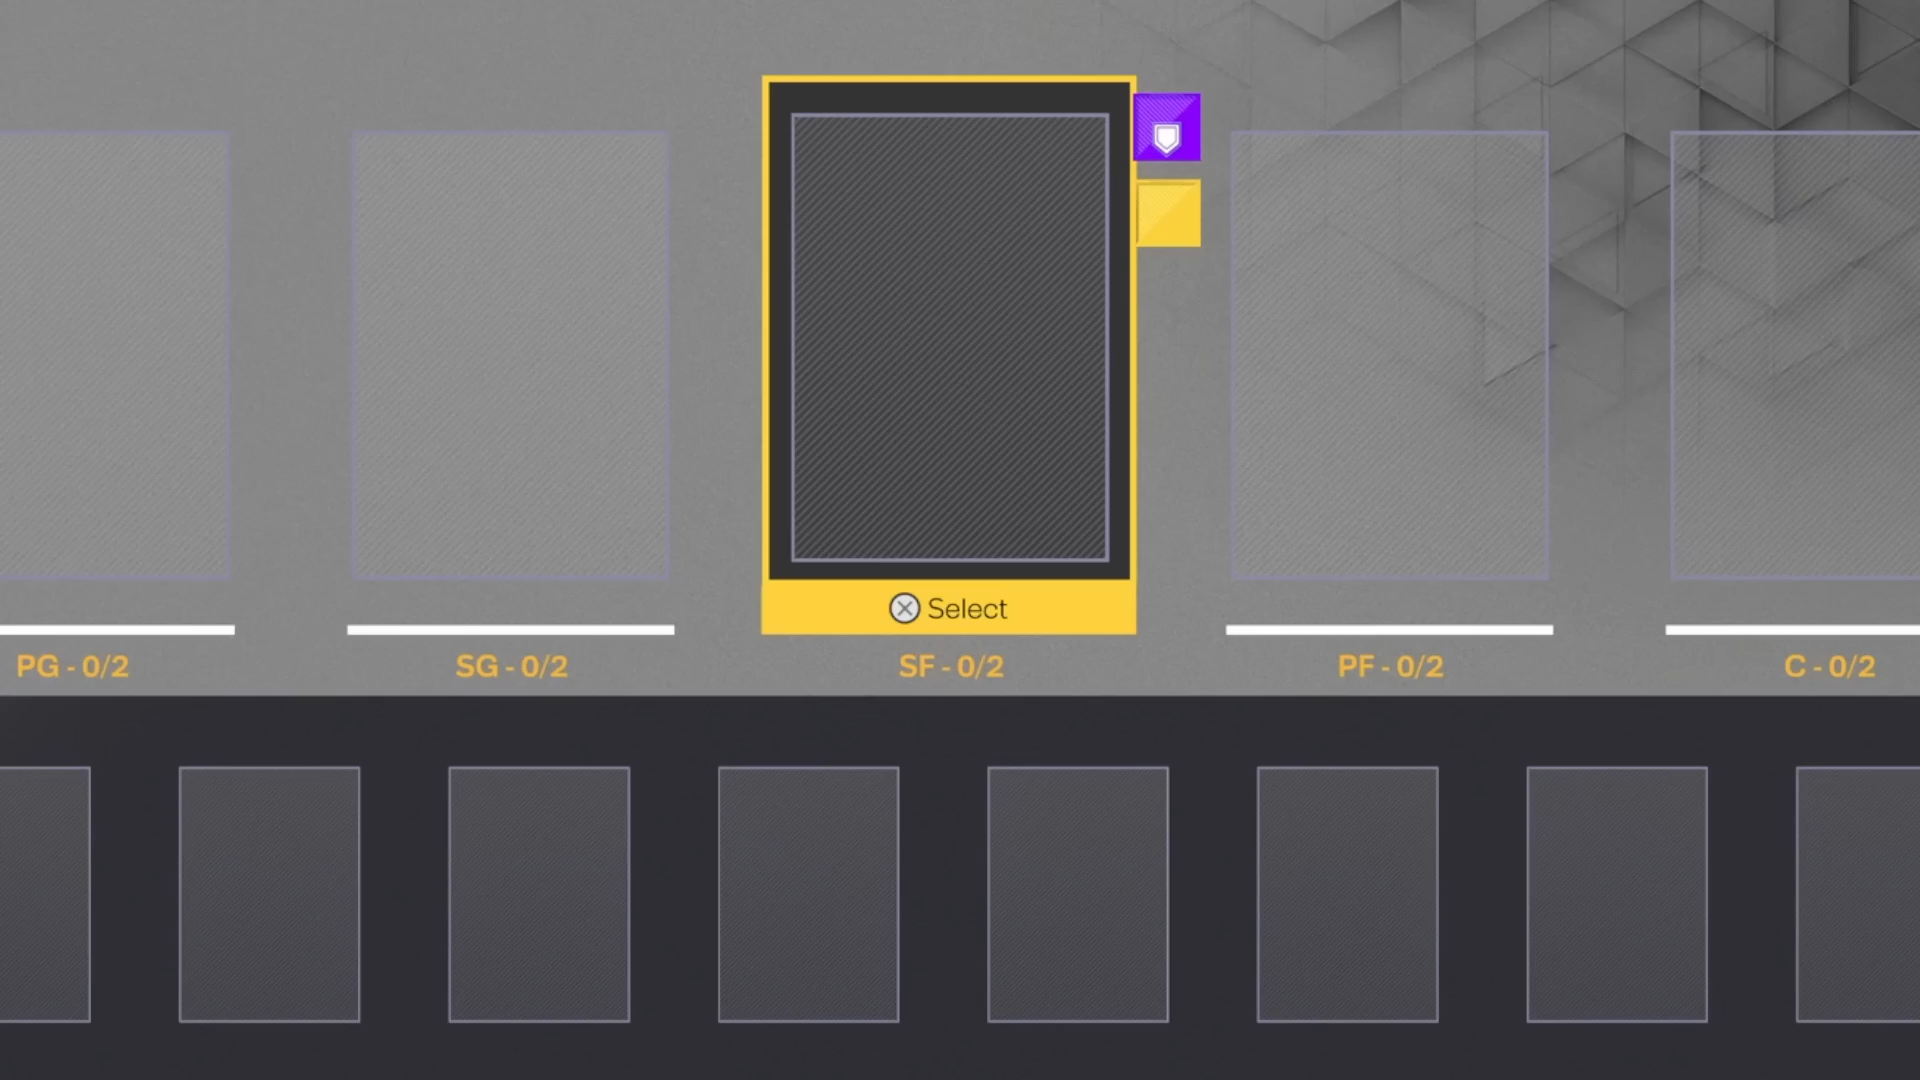 Select
PG - 0/2
SG - 0/2
SF - 0/2
PF - 0/2
C - 0/2